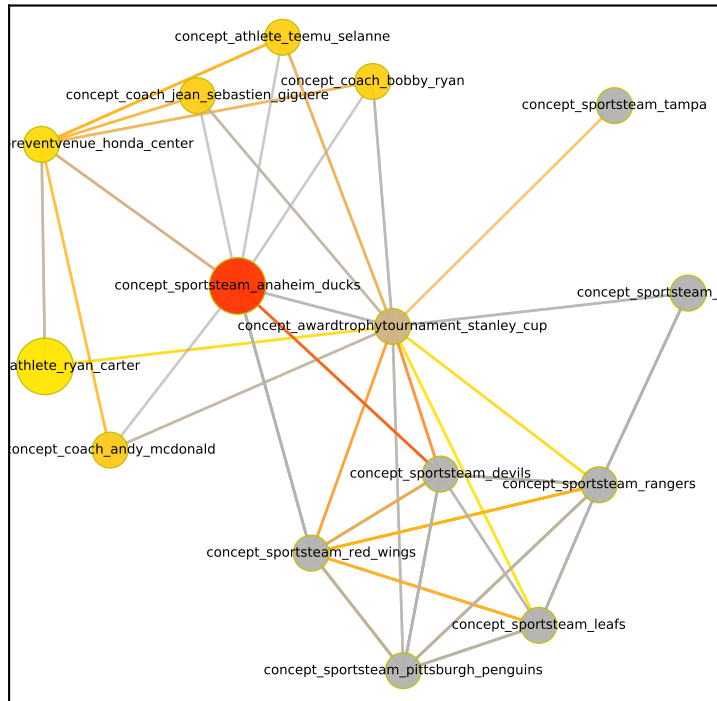 concept_athlete_teemu_selanne
concept_coach_bobby_ryan
concept_coach_jean_sebastien_giguere
concept_sportsteam_tampa
reventvenue_honda_center
concept_sportsteam_anaheim_ducks
concept_sportsteam_
concept_awardtrophytournament_stanley_cup
athlete_ryan_carter
concept_coach_andy_mcdonald
concept_sportsteam_devils
concept_sportsteam_rangers
concept_sportsteam_red_wings
concept_sportsteam_leafs
concept_sportsteam_pittsburgh_penguins